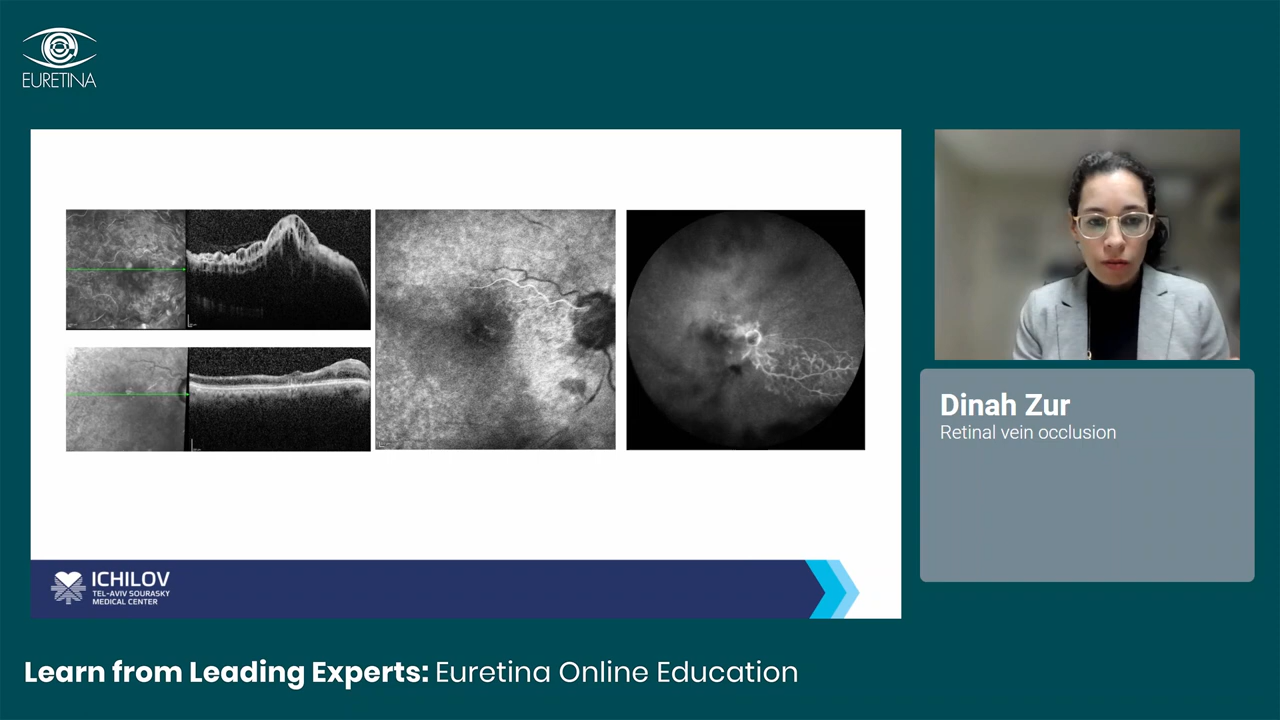 EURETINA
Dinah Zur
Retinal vein occlusion
ICHILOV
TEL-AVIV SOURASKY
MEDICAL CENTER
Learn from Leading Experts: Euretina Online Education